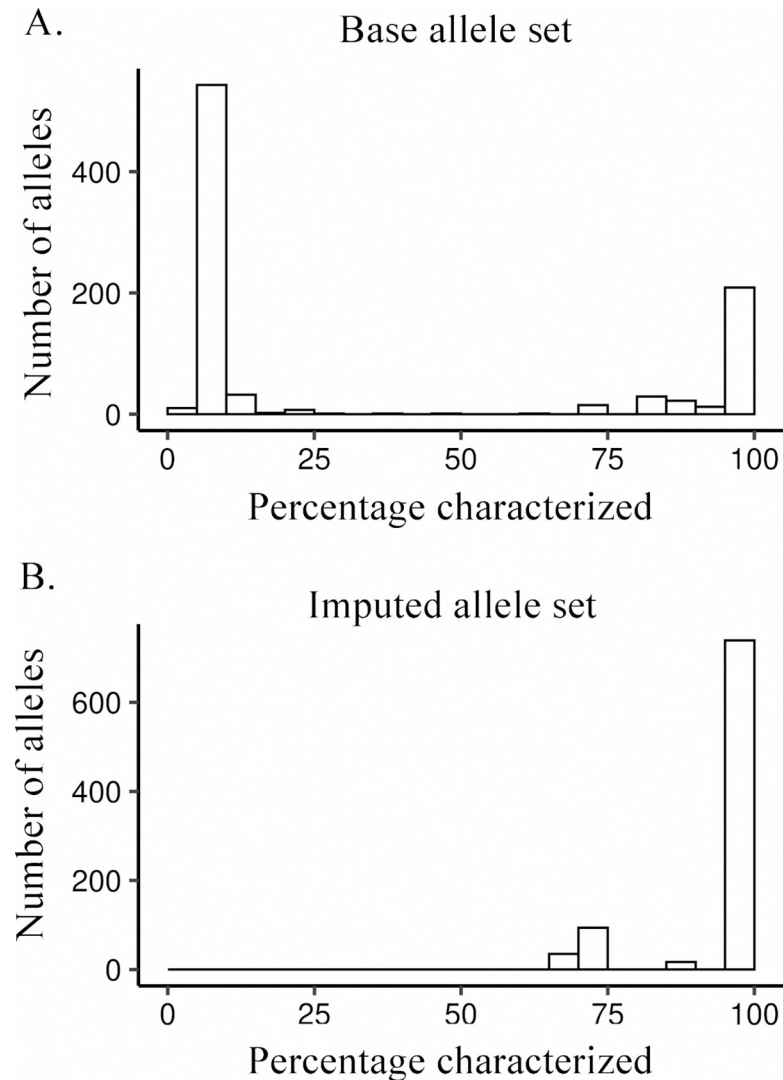 A.
Base allele set
Number of alleles
400
200
0
0 25 50 75 100
Percentage characterized
B.
Imputed allele set
Number of alleles
600
400
200
0
0 25 50 75 100
Percentage characterized